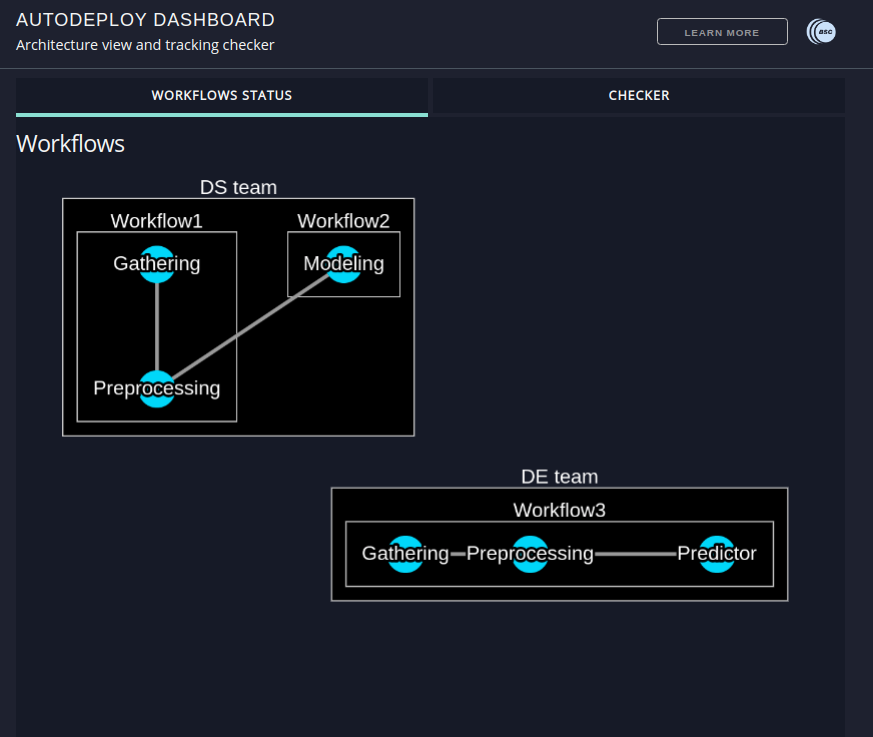 AUTODEPLOY DASHBOARD
Architecture view and tracking checker
LEARN MORE
asc
WORKFLOWS STATUS
CHECKER
Workflows
DS team
Workflow1
Workflow2
Gathering
Modeling
Preprocessing
DE team
Workflow3
Gathering
Preprocessing
Predictor